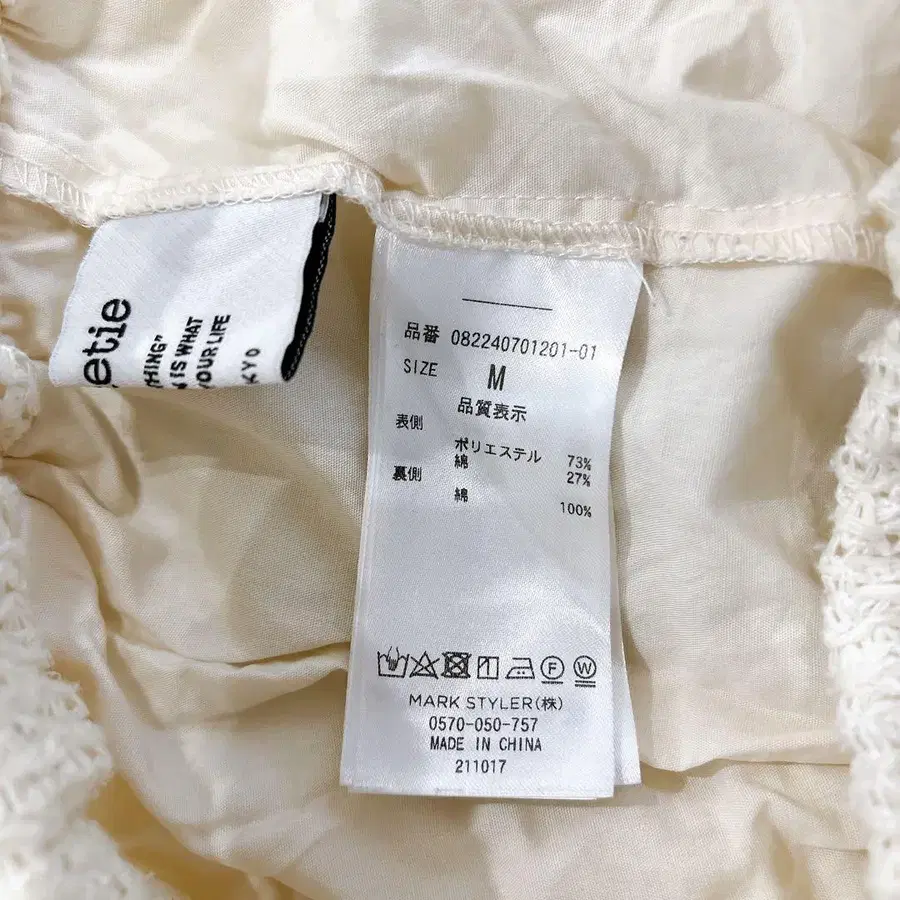 etie
THING"
N IS WHAT
YOUR LIFE
KYO
品番 082240701201-01
SIZE M
品質表示
表側 ポリエステル 73%
綿 27%
裏側 綿 100%
F W
MARK STYLER(株)
0570-050-757
MADE IN CHINA
211017